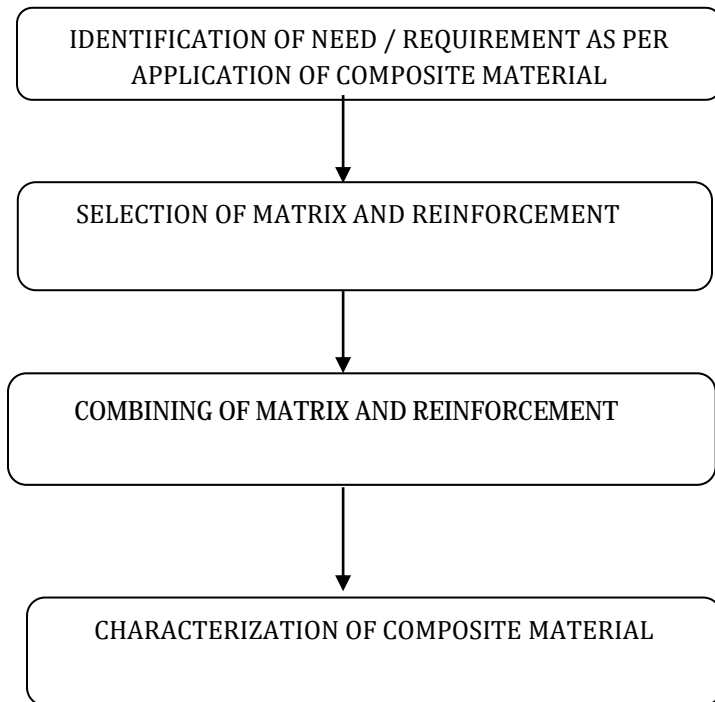 IDENTIFICATION OF NEED / REQUIREMENT AS PER
APPLICATION OF COMPOSITE MATERIAL
SELECTION OF MATRIX AND REINFORCEMENT
COMBINING OF MATRIX AND REINFORCEMENT
CHARACTERIZATION OF COMPOSITE MATERIAL